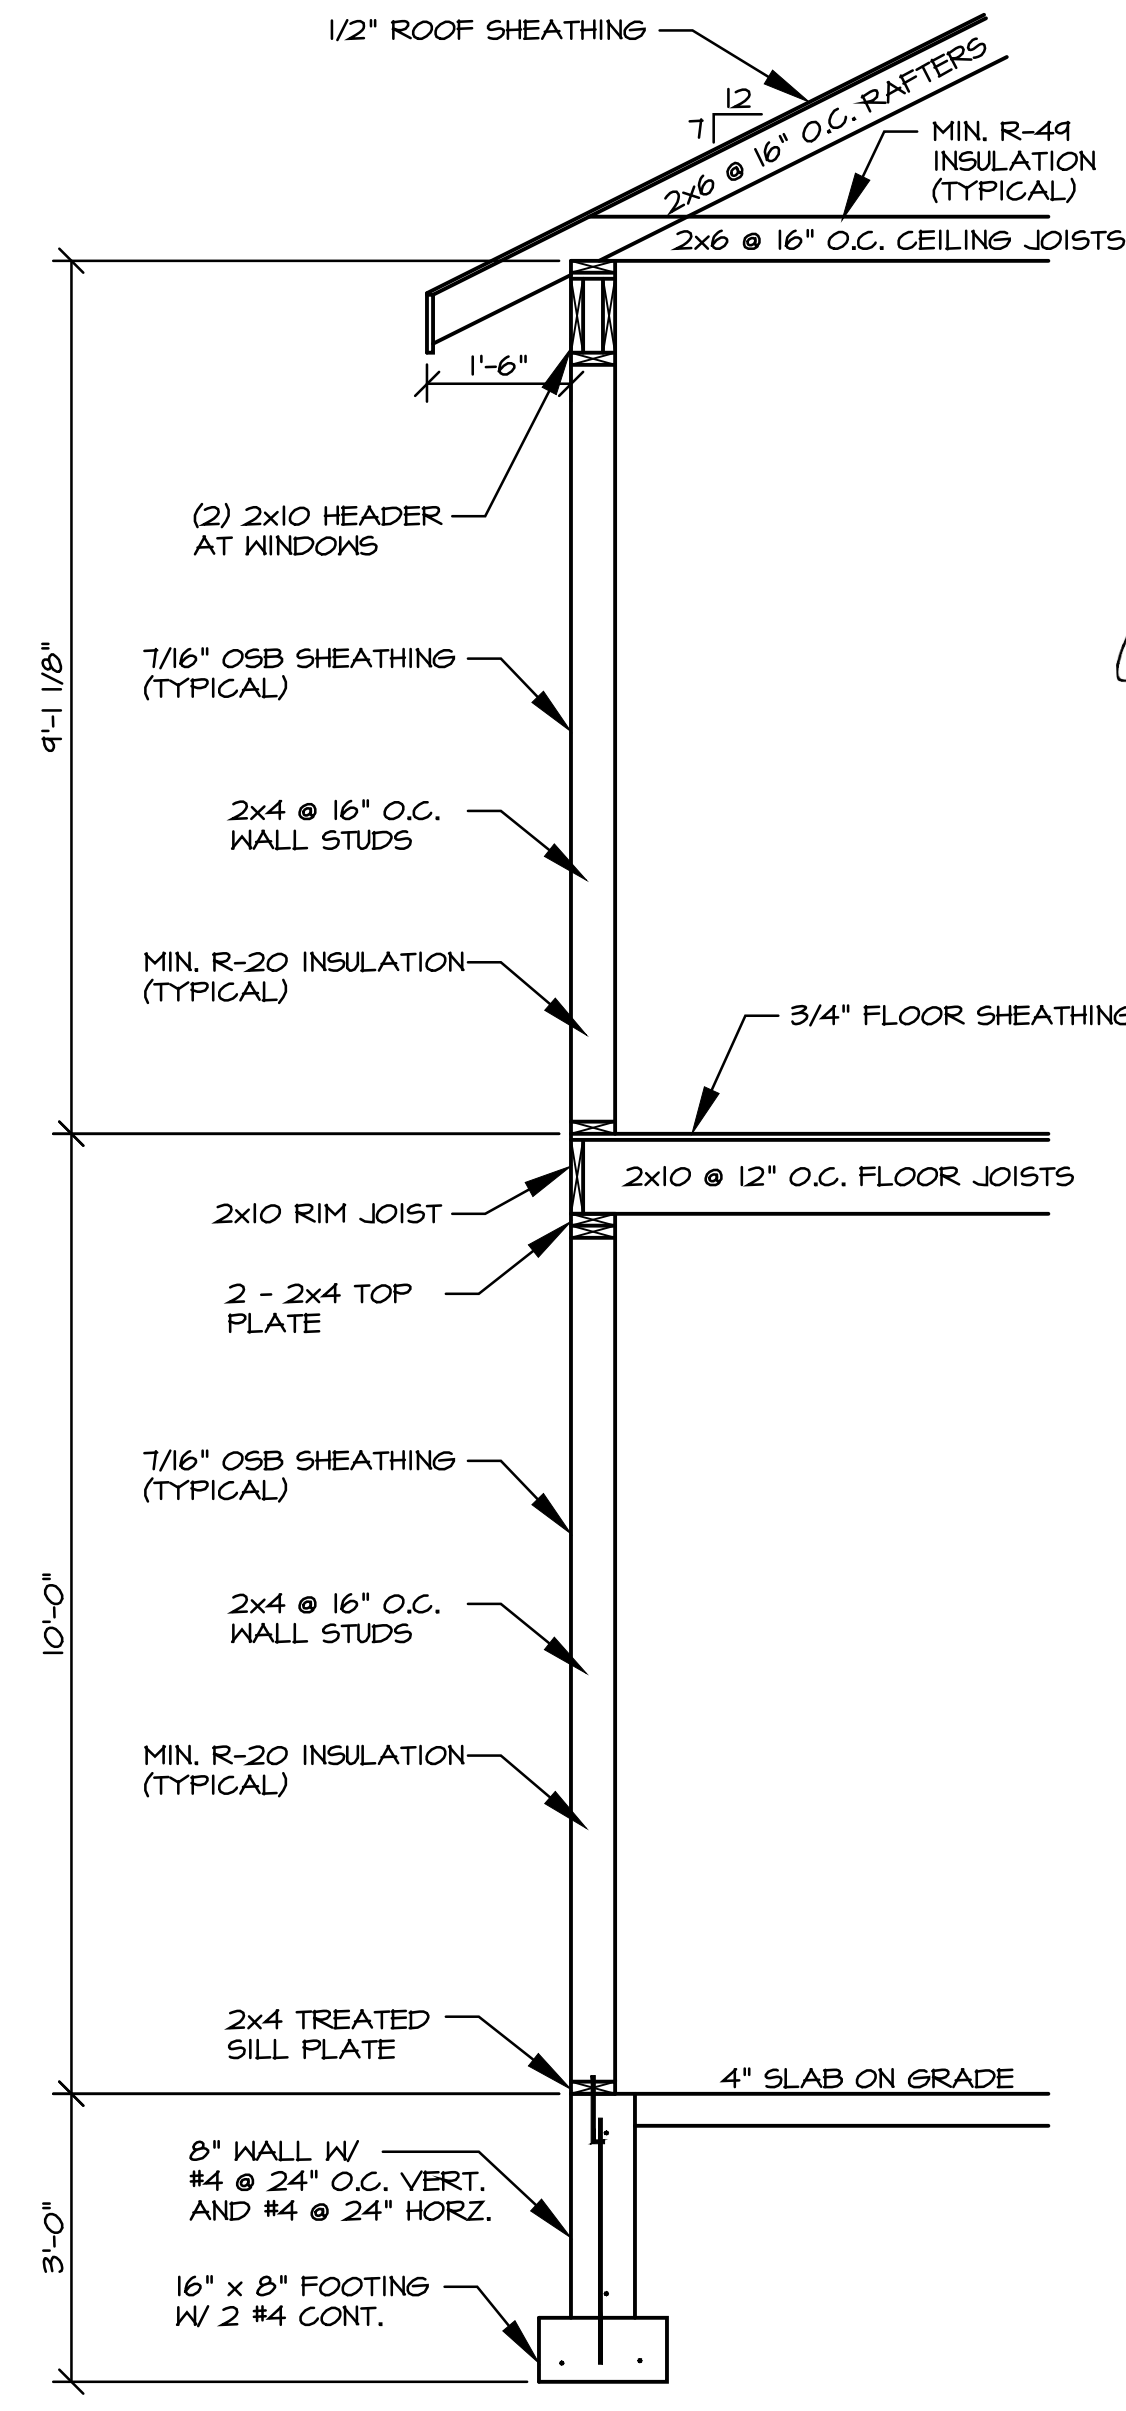 1/2" ROOF SHEATHING
12
7
2x6 @ 16" O.C. RAFTERS
MIN. R-49
INSULATION
(TYPICAL)
2x6 @ 16" O.C. CEILING JOISTS
1'-6"
(2) 2x10 HEADER
AT WINDOWS
9'-1 1/8"
7/16" OSB SHEATHING
(TYPICAL)
2x4 @ 16" O.C.
WALL STUDS
MIN. R-20 INSULATION
(TYPICAL)
3/4" FLOOR SHEATHING
2x10 @ 12" O.C. FLOOR JOISTS
2x10 RIM JOIST
2 - 2x4 TOP
PLATE
7/16" OSB SHEATHING
(TYPICAL)
10'-0"
2x4 @ 16" O.C.
WALL STUDS
MIN. R-20 INSULATION
(TYPICAL)
2x4 TREATED
SILL PLATE
4" SLAB ON GRADE
8" WALL W/
#4 @ 24" O.C. VERT.
AND #4 @ 24" HORZ.
3'-0"
16" x 8" FOOTING
W/ 2 #4 CONT.